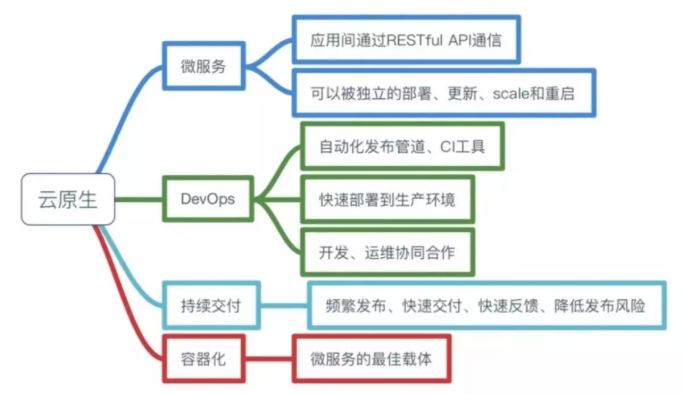 云原生
微服务
应用间通过RESTful API通信
可以被独立的部署、更新、scale和重启
DevOps
自动化发布管道、CI工具
快速部署到生产环境
开发、运维协同合作
持续交付
频繁发布、快速交付、快速反馈、降低发布风险
容器化
微服务的最佳载体